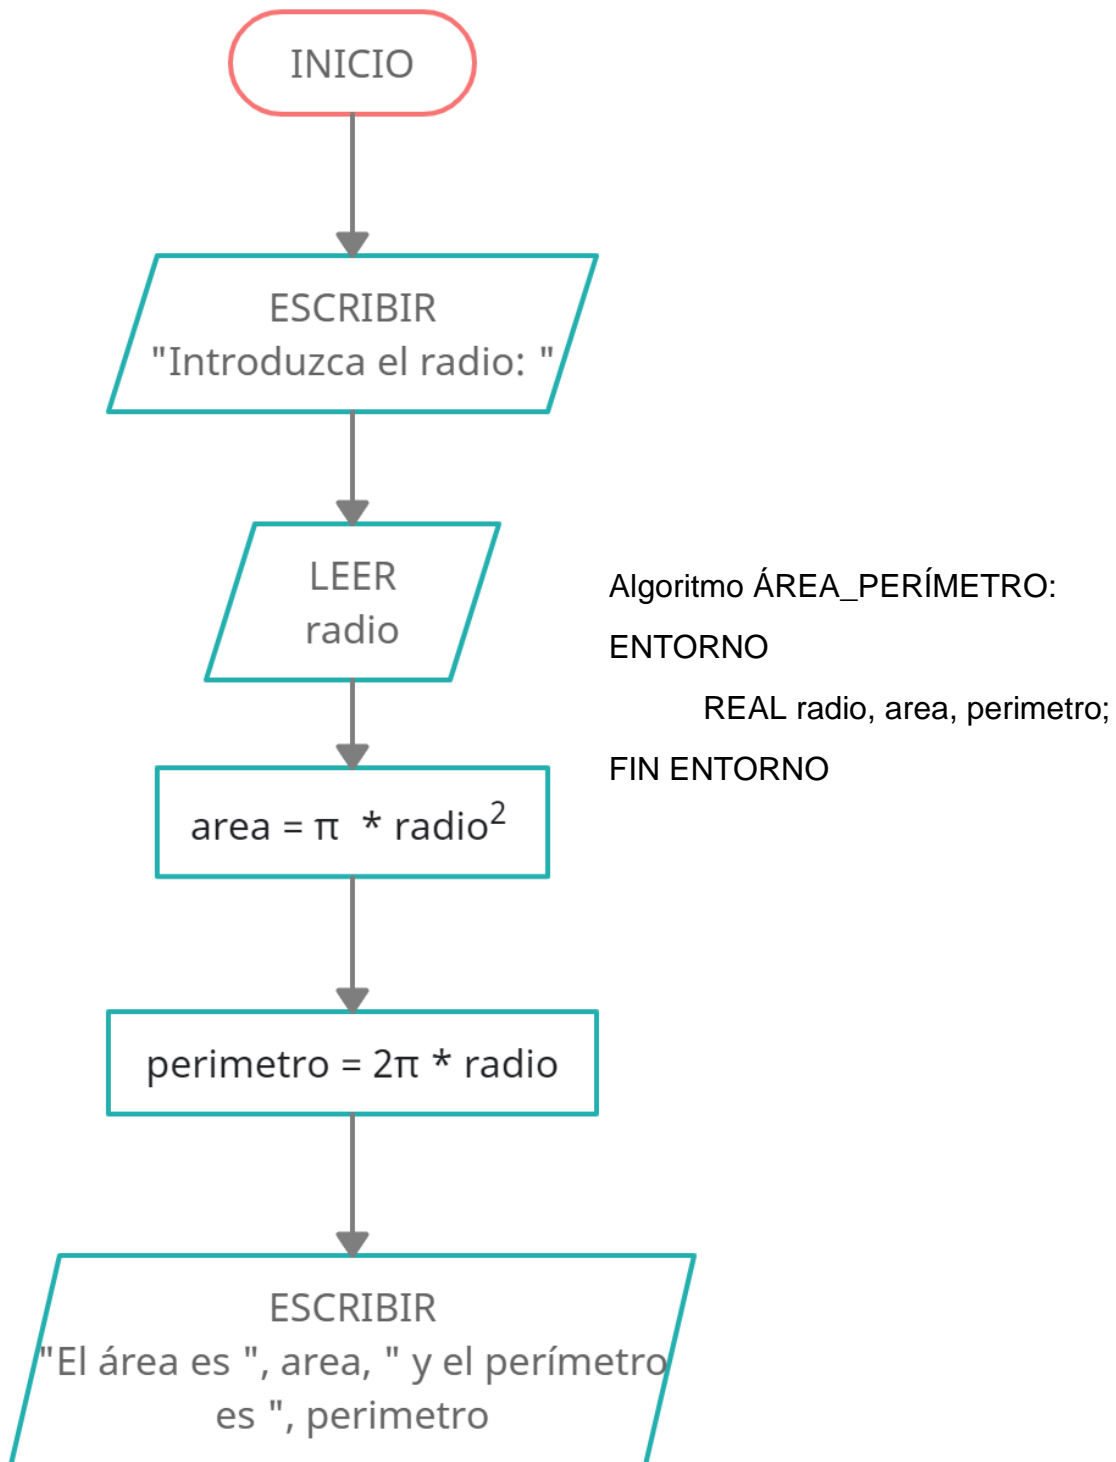 INICIO
ESCRIBIR
"Introduzca el radio: "
LEER
radio
Algoritmo ÁREA_PERÍMETRO:
ENTORNO
REAL radio, area, perimetro;
FIN ENTORNO
area = π * radio²
perimetro = 2π * radio
ESCRIBIR
"El área es ", area, " y el perímetro
es ", perimetro